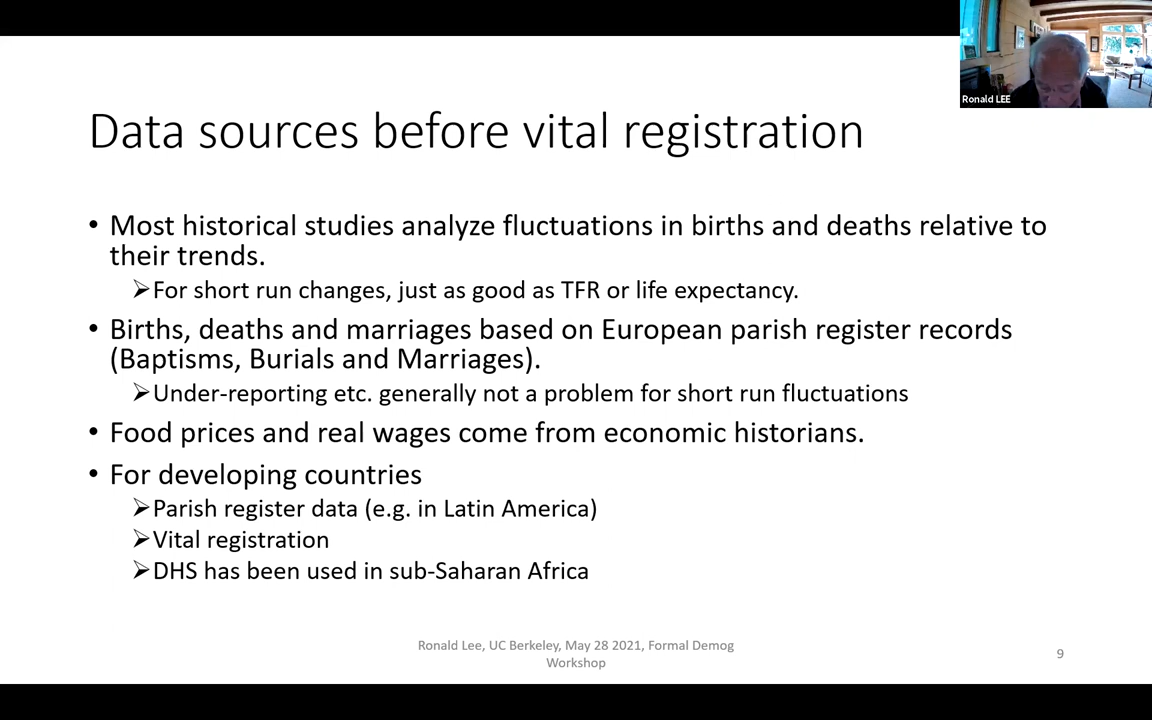 Ronald LEE
Data sources before vital registration
• Most historical studies analyze fluctuations in births and deaths relative to
their trends.
➢For short run changes, just as good as TFR or life expectancy.
• Births, deaths and marriages based on European parish register records
(Baptisms, Burials and Marriages).
➢Under-reporting etc. generally not a problem for short run fluctuations
• Food prices and real wages come from economic historians.
• For developing countries
➢Parish register data (e.g. in Latin America)
➢Vital registration
➢DHS has been used in sub-Saharan Africa
Ronald Lee, UC Berkeley, May 28 2021, Formal Demog
Workshop
9